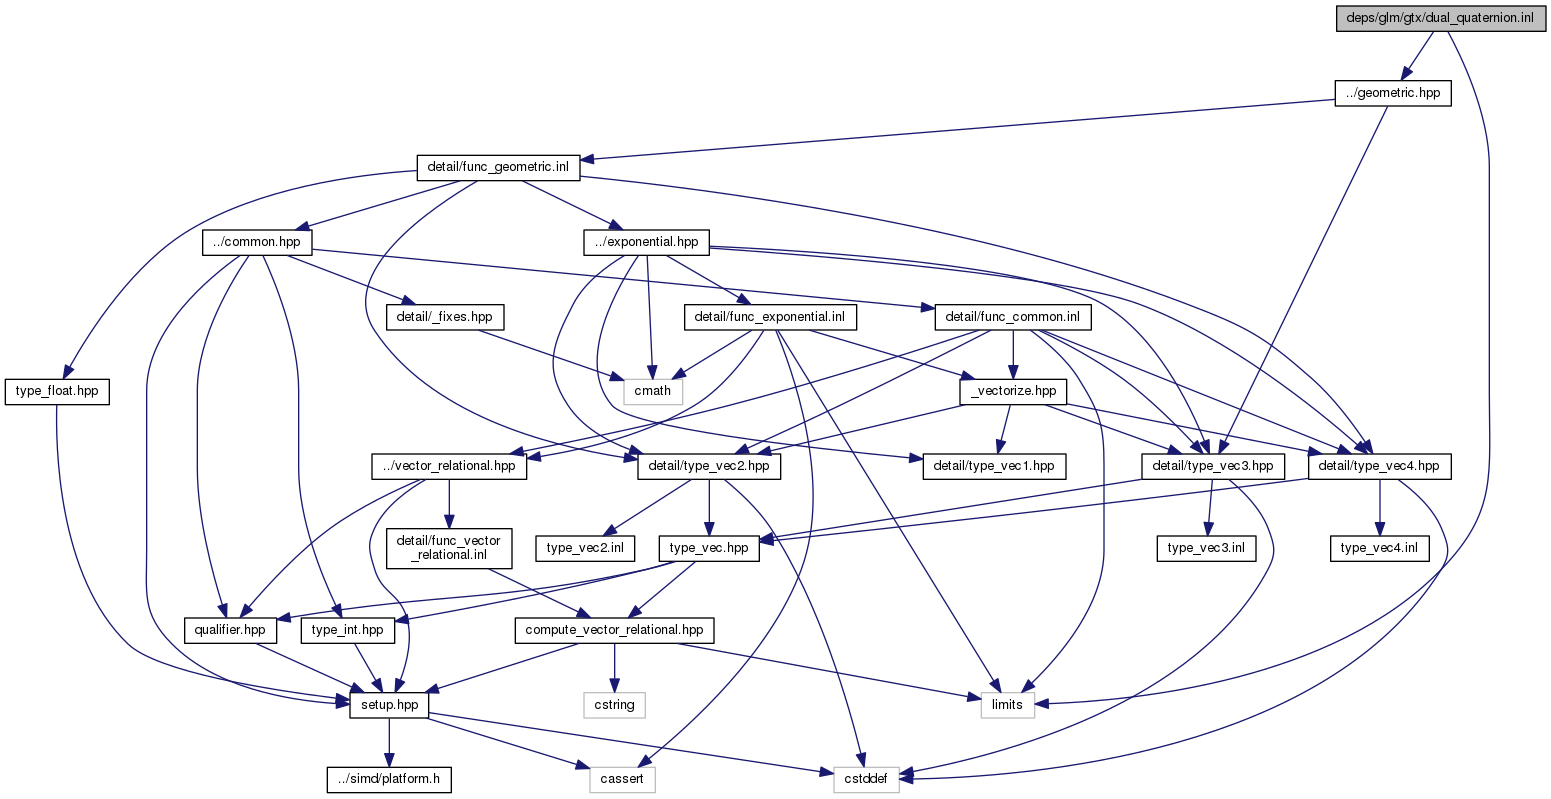 deps/glm/gtx/dual_quaternion.inl
../geometric.hpp
detail/func_geometric.inl
../common.hpp
../exponential.hpp
detail/_fixes.hpp
detail/func_exponential.inl
detail/func_common.inl
type_float.hpp
cmath
_vectorize.hpp
../vector_relational.hpp
detail/type_vec2.hpp
detail/type_vec1.hpp
detail/type_vec3.hpp
detail/type_vec4.hpp
detail/func_vector
_relational.inl
type_vec2.inl
type_vec.hpp
type_vec3.inl
type_vec4.inl
qualifier.hpp
type_int.hpp
compute_vector_relational.hpp
setup.hpp
cstring
limits
../simd/platform.h
cassert
cstddef